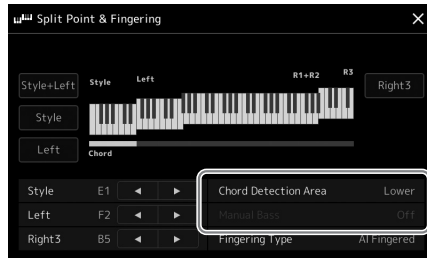 Split Point & Fingering
Style+Left Style Left R1+R2 R3 Right3
Style
Left Chord
Style E1 Chord Detection Area Lower
Left F2 Manual Bass Off
Right3 B5 Fingering Type AI Fingered